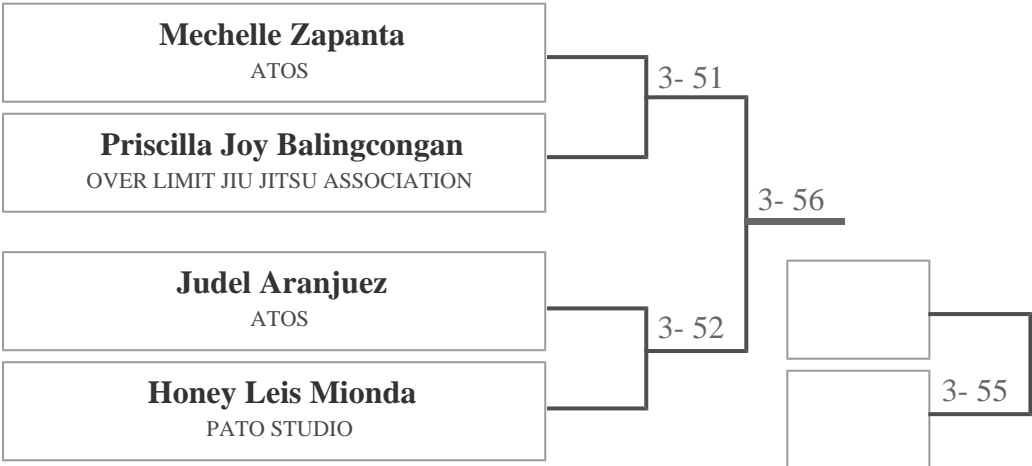 Mechelle Zapanta
ATOS
3- 51
Priscilla Joy Balingcongan
OVER LIMIT JIU JITSU ASSOCIATION
3- 56
Judel Aranjuez
ATOS
3- 52
Honey Leis Mionda
PATO STUDIO
3- 55